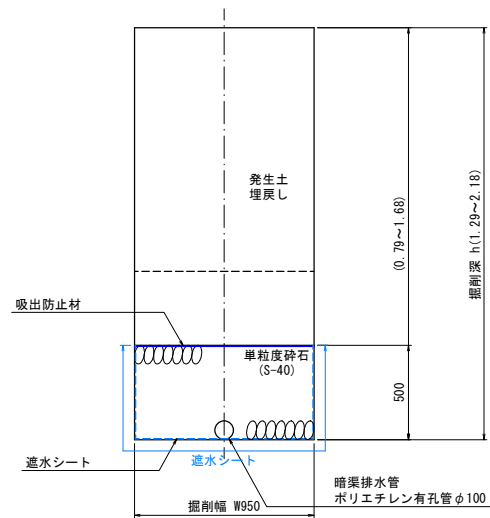 発生土
埋戻し
(0.79～1.68)
掘削深 h(1.29～2.18)
吸出防止材
単粒度砕石
(S-40)
500
遮水シート
遮水シート
暗渠排水管
ポリエチレン有孔管φ100
掘削幅 W950